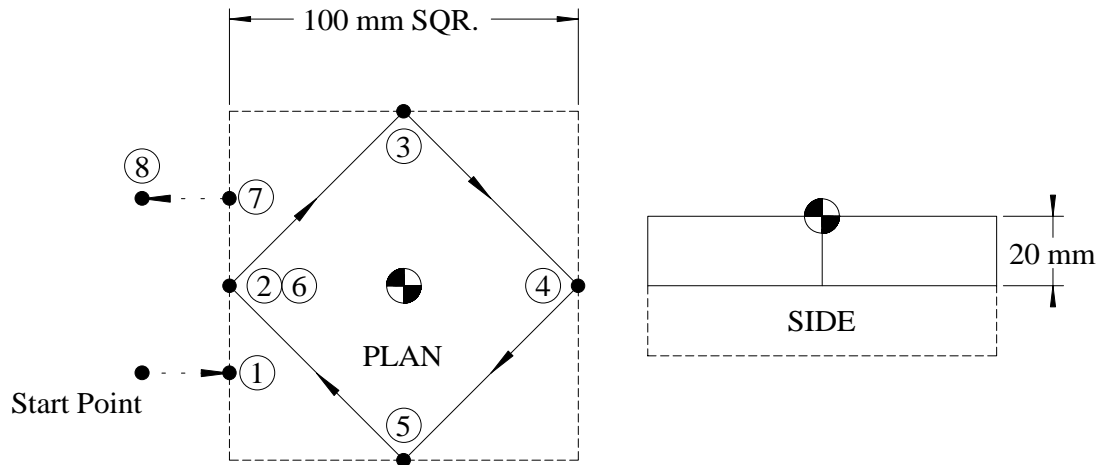 100 mm SQR.
3
8
7
20 mm
2 6
4
SIDE
PLAN
1
Start Point
5